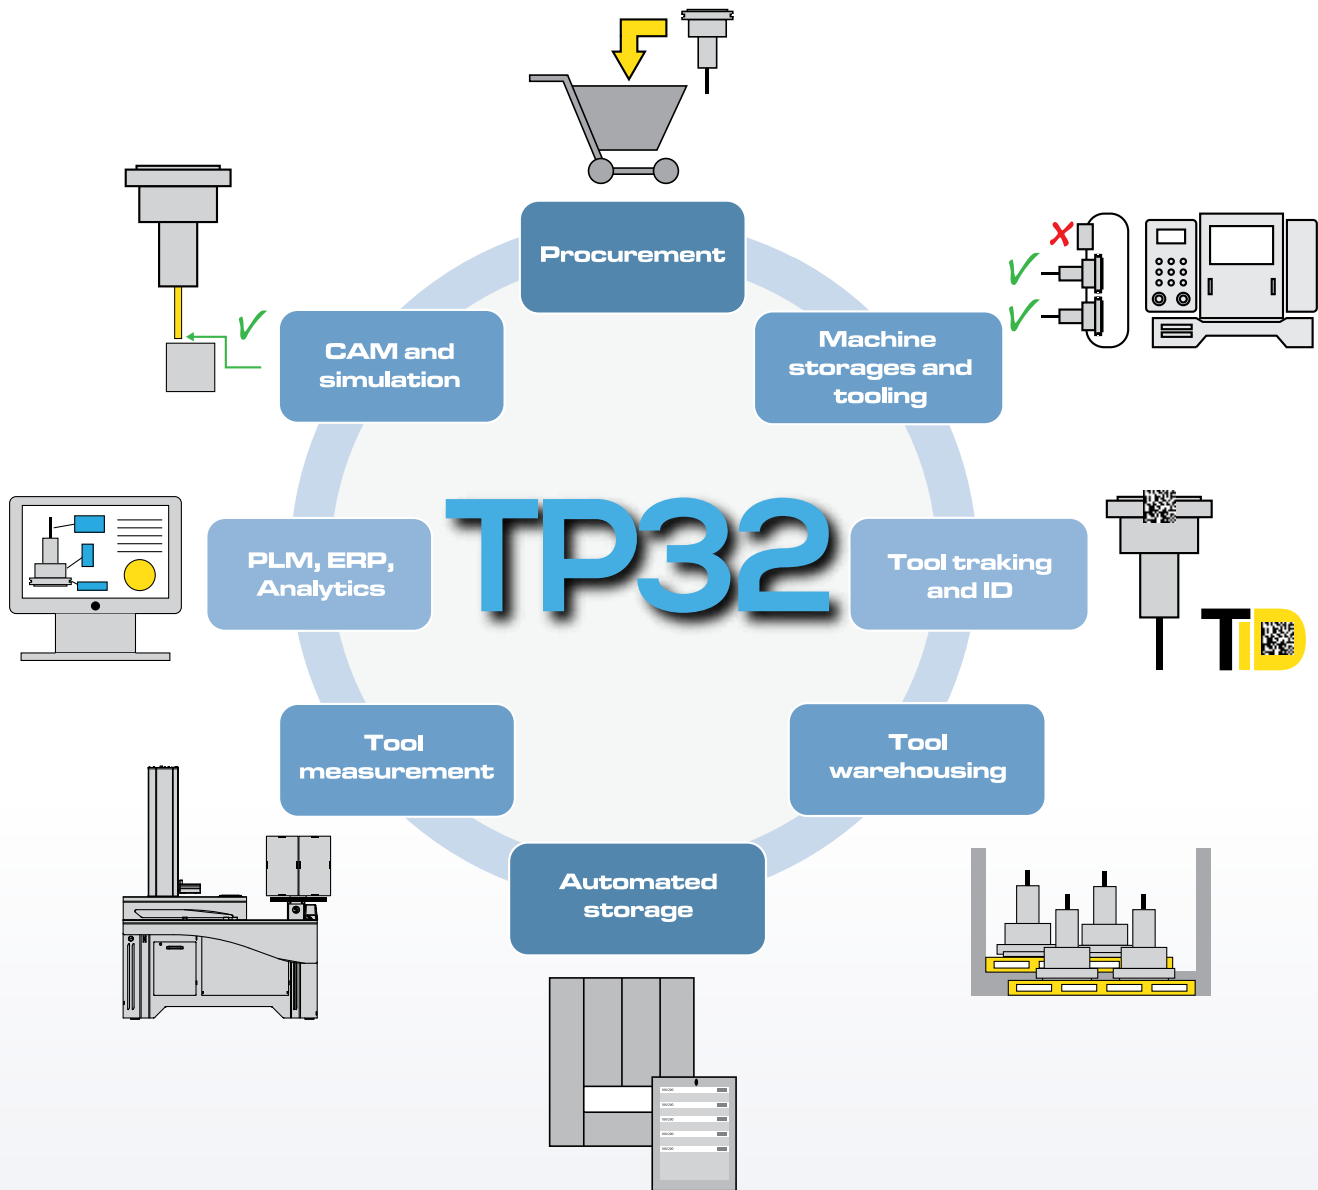 Procurement
CAM and
simulation
Machine
storages and
tooling
TP32
PLM, ERP,
Analytics
Tool traking
and ID
TiD
Tool
measurement
Tool
warehousing
Automated
storage